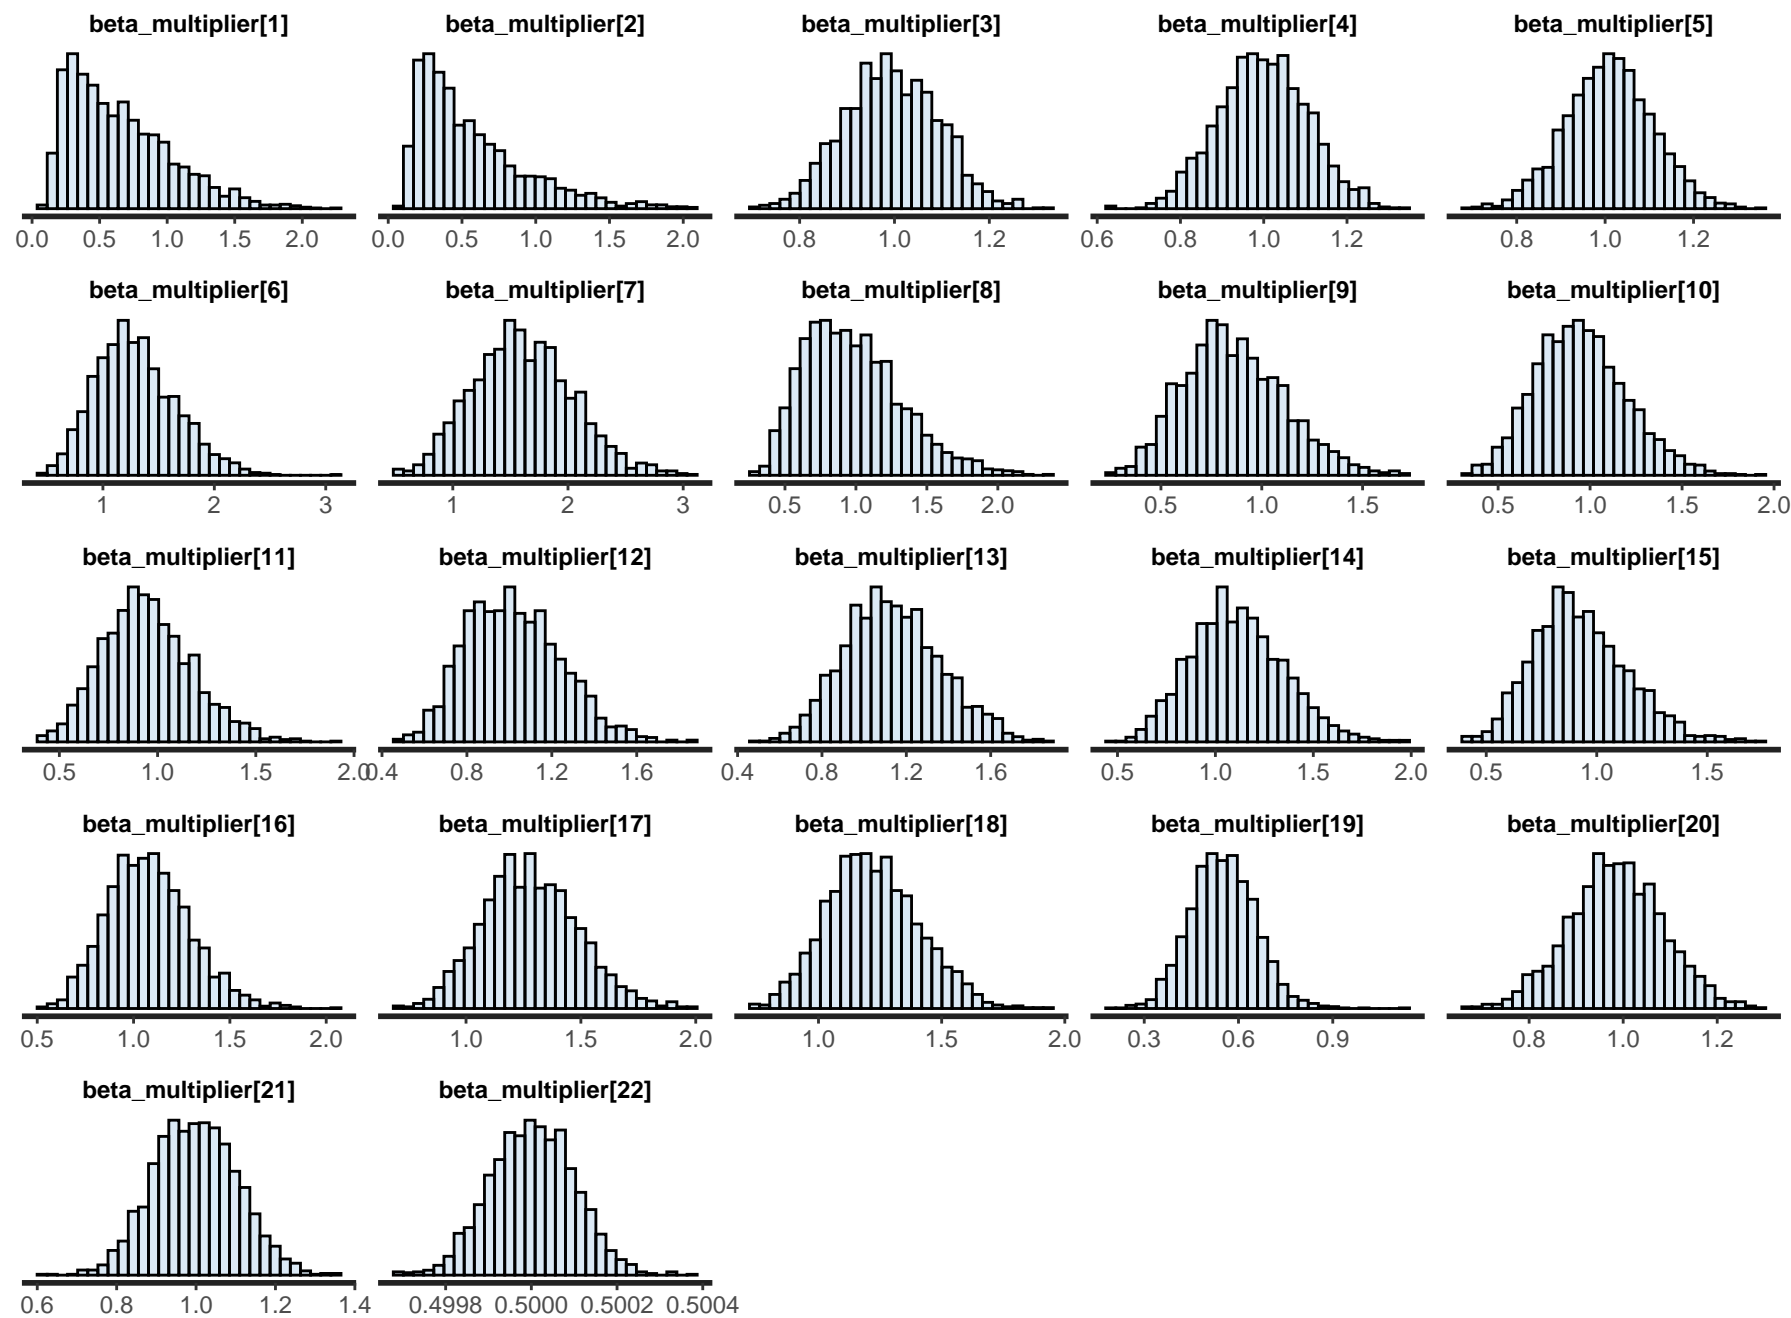 beta_multiplier[1] beta_multiplier[2] beta_multiplier[3] beta_multiplier[4] beta_multiplier[5]
0.0 0.5 1.0 1.5 2.0 0.0 0.5 1.0 1.5 2.0 0.8 1.0 1.2 0.6 0.8 1.0 1.2 0.8 1.0 1.2
beta_multiplier[6] beta_multiplier[7] beta_multiplier[8] beta_multiplier[9] beta_multiplier[10]
1 2 3 1 2 3 0.5 1.0 1.5 2.0 0.5 1.0 1.5 0.5 1.0 1.5 2.0
beta_multiplier[11] beta_multiplier[12] beta_multiplier[13] beta_multiplier[14] beta_multiplier[15]
0.5 1.0 1.5 2.0 0.4 0.8 1.2 1.6 0.4 0.8 1.2 1.6 0.5 1.0 1.5 2.0 0.5 1.0 1.5
beta_multiplier[16] beta_multiplier[17] beta_multiplier[18] beta_multiplier[19] beta_multiplier[20]
0.5 1.0 1.5 2.0 1.0 1.5 2.0 1.0 1.5 2.0 0.3 0.6 0.9 0.8 1.0 1.2
beta_multiplier[21] beta_multiplier[22]
0.6 0.8 1.0 1.2 1.4 0.4998 0.5000 0.5002 0.5004